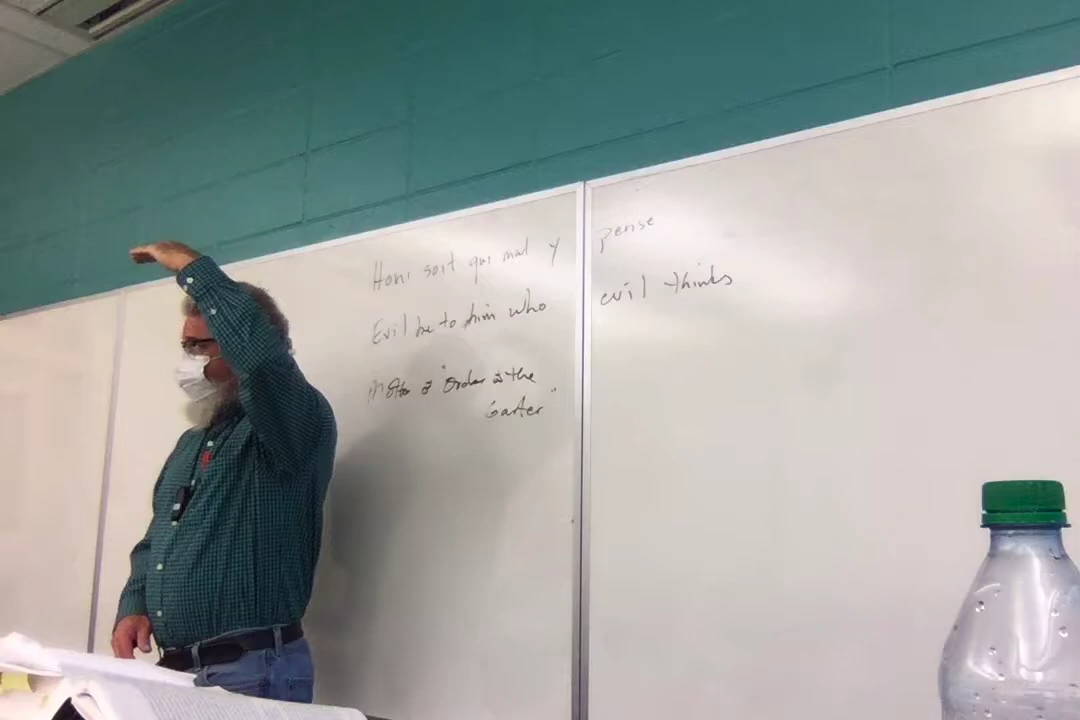 Honi soit qui mal y pense
Evil be to him who evil thinks
Motto of "Order of the
Garter"